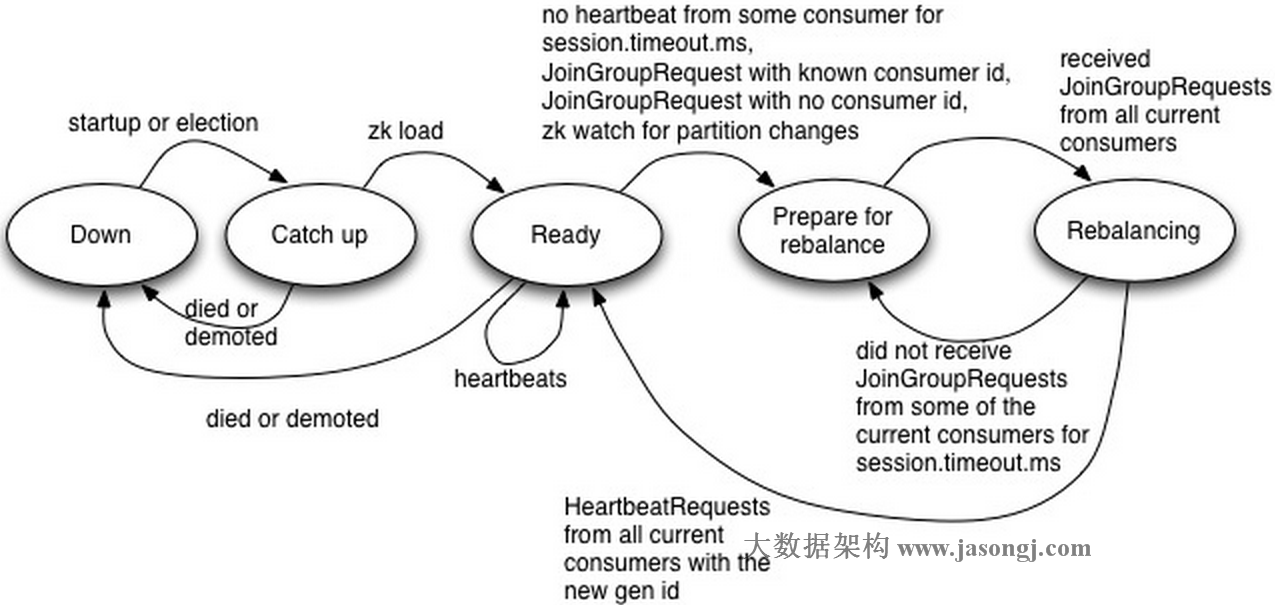 no heartbeat from some consumer for
session.timeout.ms,
JoinGroupRequest with known consumer id,
JoinGroupRequest with no consumer id,
zk watch for partition changes
received
JoinGroupRequests
from all current
consumers
startup or election
zk load
Down
Catch up
Ready
Prepare for
rebalance
Rebalancing
died or
demoted
heartbeats
died or demoted
did not receive
JoinGroupRequests
from some of the
current consumers for
session.timeout.ms
HeartbeatRequests
from all current
consumers with the
new gen id
大数据架构 www.jasongj.com